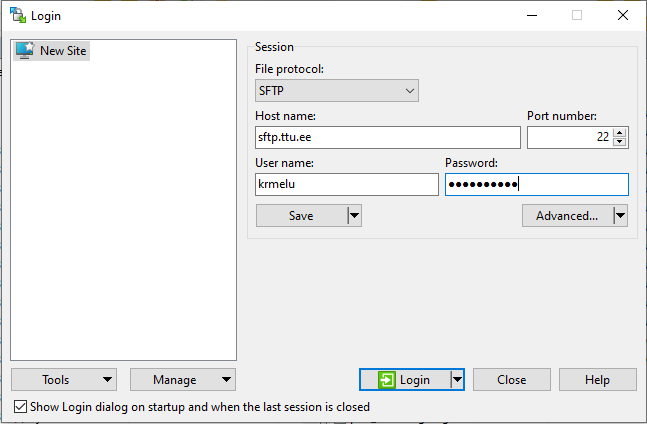 Login
New Site
Session
File protocol:
SFTP
Host name:
Port number:
sftp.ttu.ee
22
User name:
Password:
krmelu
●●●●●●●●●●
Save
Advanced...
Tools
Manage
Login
Close
Help
Show Login dialog on startup and when the last session is closed